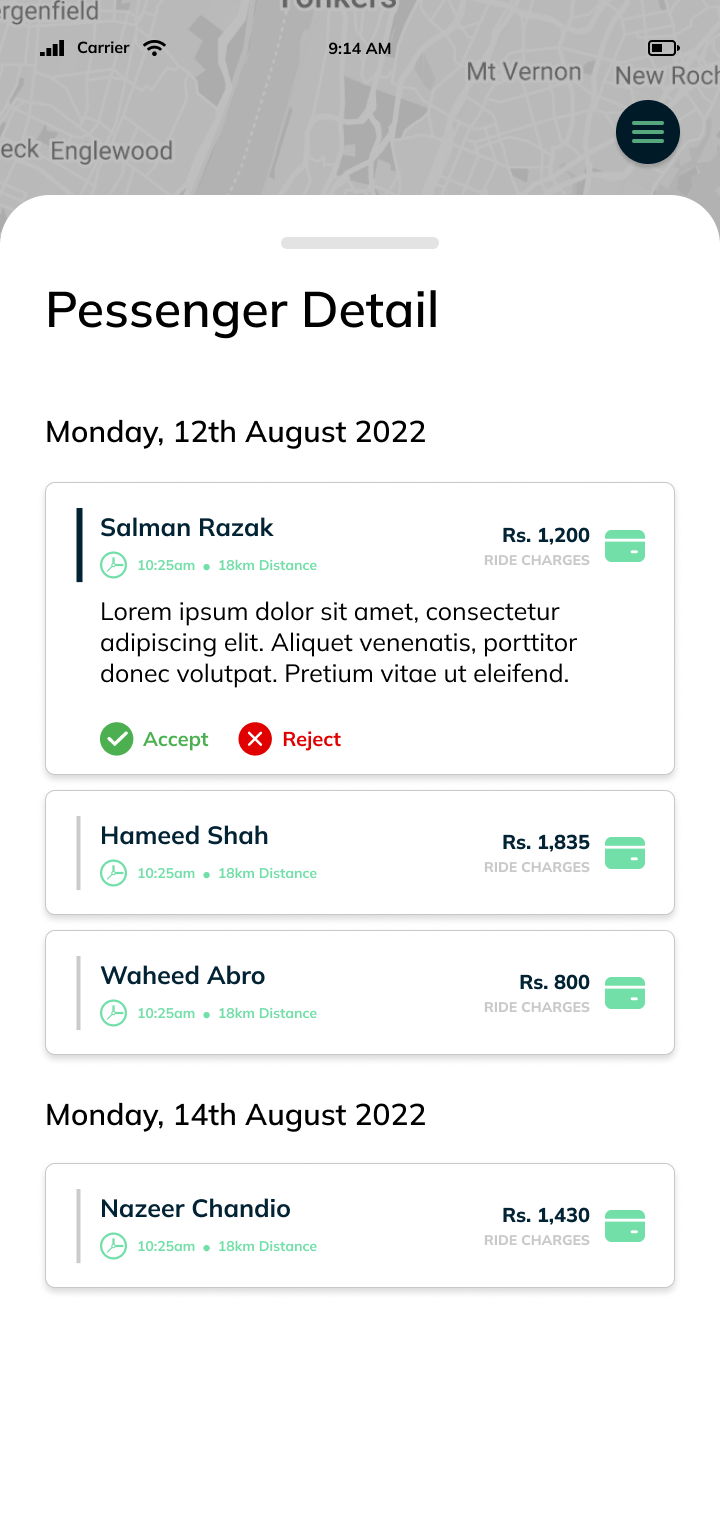 Yonkers
Carrier
9:14 AM
Mt Vernon
Englewood
Pessenger Detail
Monday, 12th August 2022
Salman Razak
10:25am • 18km Distance
Rs. 1,200
RIDE CHARGES
Lorem ipsum dolor sit amet, consectetur
adipiscing elit. Aliquet venenatis, porttitor
donec volutpat. Pretium vitae ut eleifend.
Accept
Reject
Hameed Shah
10:25am • 18km Distance
Rs. 1,835
RIDE CHARGES
Waheed Abro
10:25am • 18km Distance
Rs. 800
RIDE CHARGES
Monday, 14th August 2022
Nazeer Chandio
10:25am • 18km Distance
Rs. 1,430
RIDE CHARGES